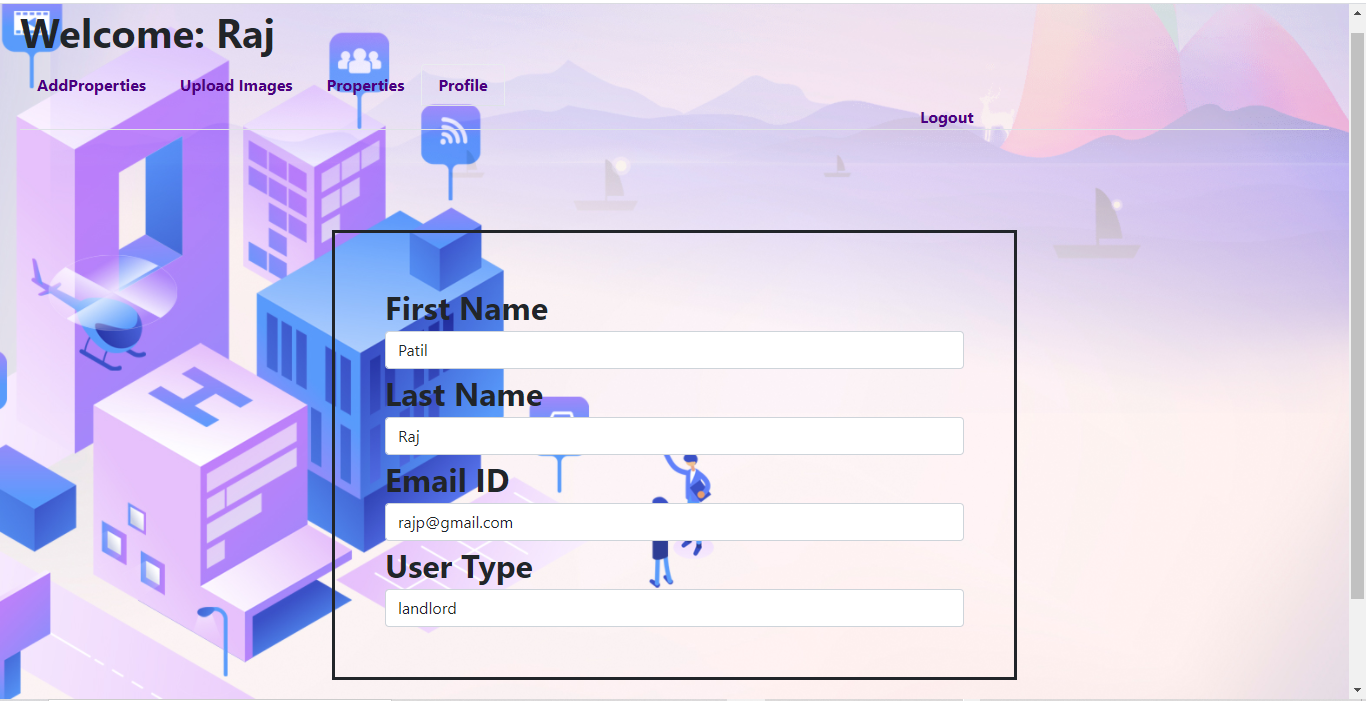 Welcome: Raj
AddProperties Upload Images Properties Profile
Logout
First Name
Patil
Last Name
Raj
Email ID
rajp@gmail.com
User Type
landlord
H